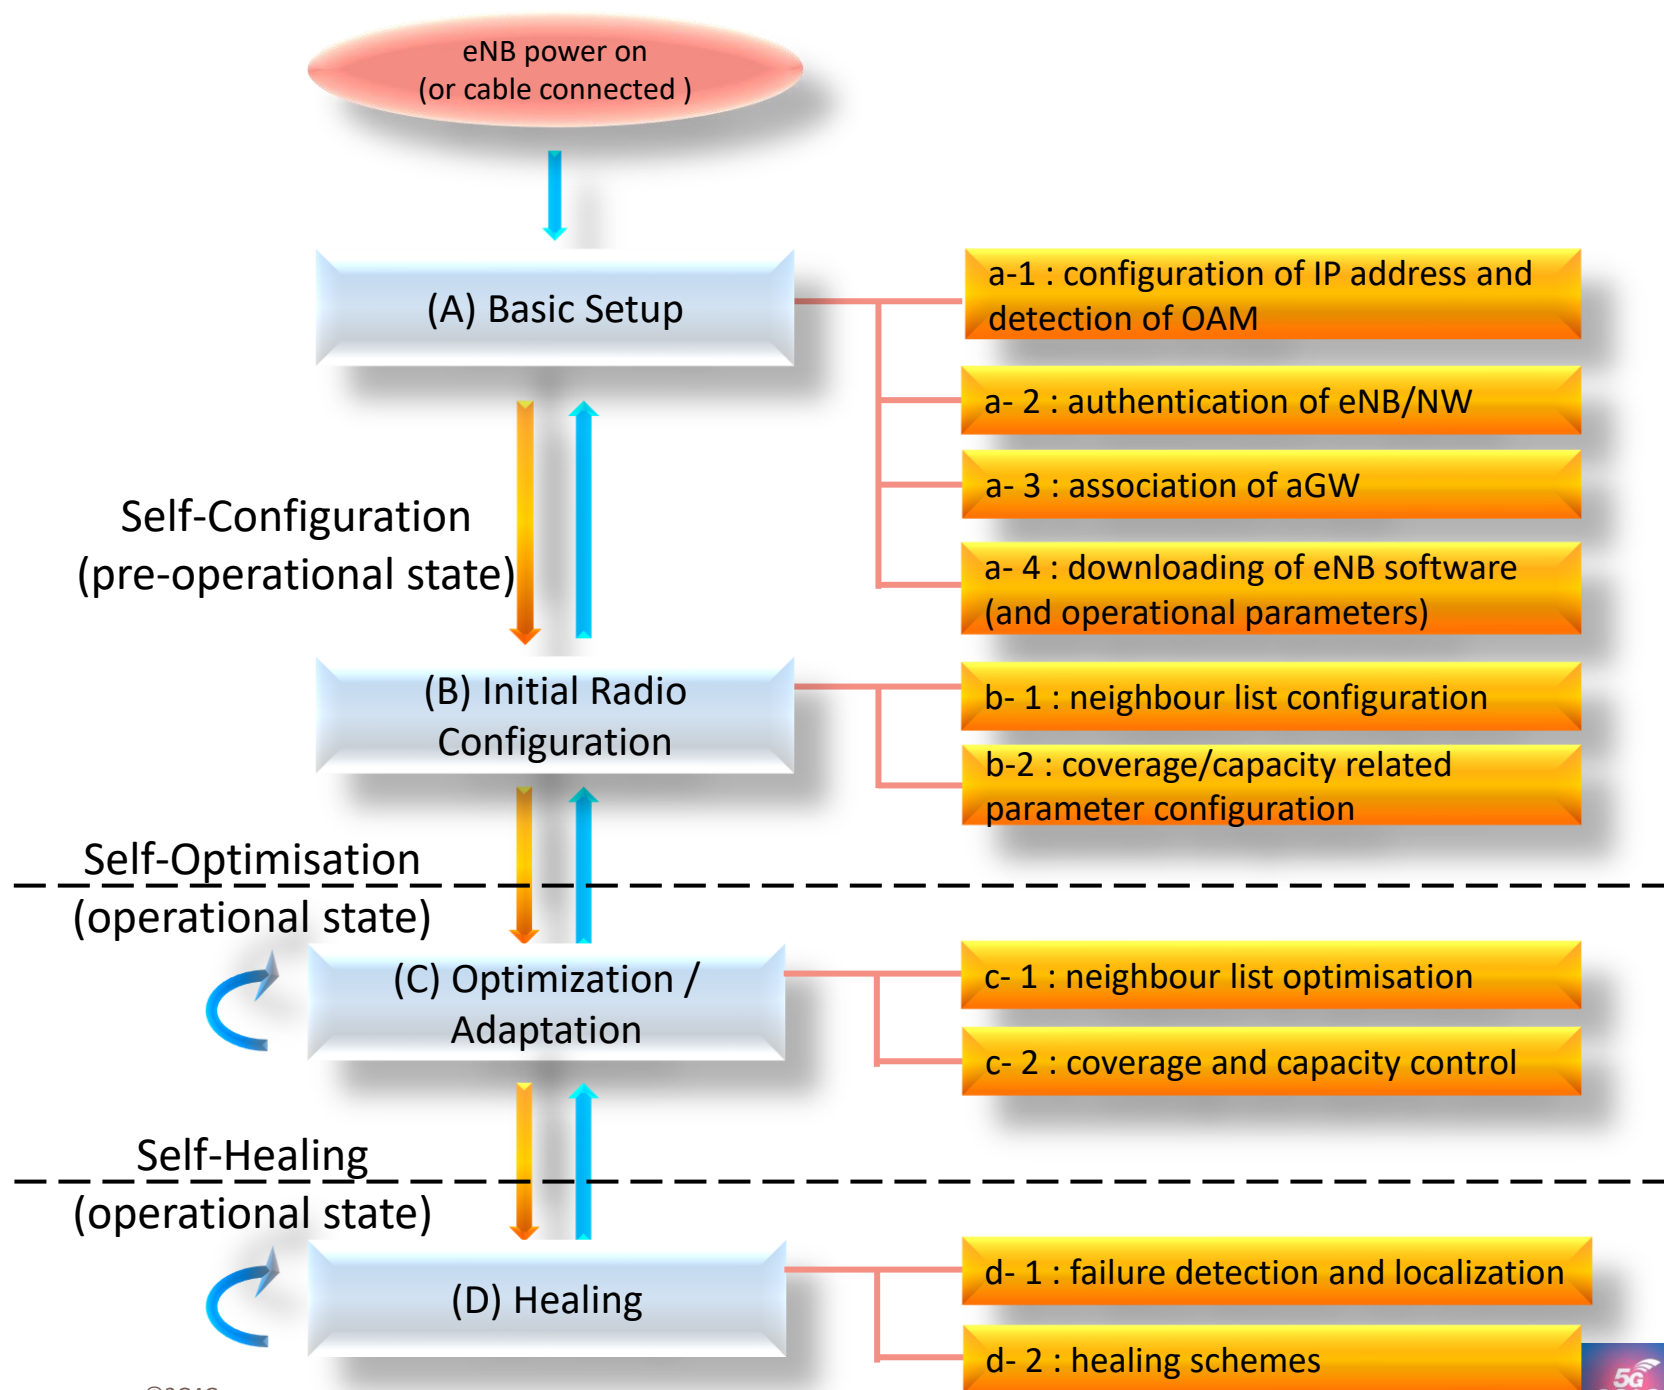 eNB power on
(or cable connected )
(A) Basic Setup
a-1 : configuration of IP address and
detection of OAM
a- 2 : authentication of eNB/NW
a- 3 : association of aGW
a- 4 : downloading of eNB software
(and operational parameters)
Self-Configuration
(pre-operational state)
(B) Initial Radio
Configuration
b- 1 : neighbour list configuration
b-2 : coverage/capacity related
parameter configuration
Self-Optimisation
(operational state)
(C) Optimization /
Adaptation
c- 1 : neighbour list optimisation
c- 2 : coverage and capacity control
Self-Healing
(operational state)
(D) Healing
d- 1 : failure detection and localization
d- 2 : healing schemes
5G